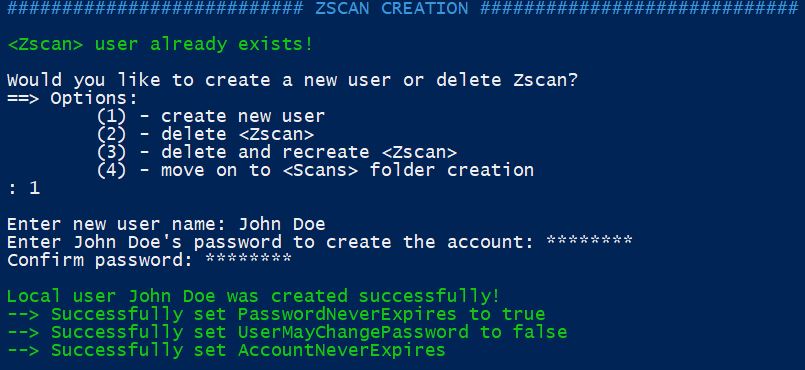 ########################### ZSCAN CREATION #############################
<Zscan> user already exists!
Would you like to create a new user or delete Zscan?
==> Options:
(1) - create new user
(2) - delete <Zscan>
(3) - delete and recreate <Zscan>
(4) - move on to <Scans> folder creation
: 1
Enter new user name: John Doe
Enter John Doe's password to create the account: ********
Confirm password: ********
Local user John Doe was created successfully!
--> Successfully set PasswordNeverExpires to true
--> Successfully set UserMayChangePassword to false
--> Successfully set AccountNeverExpires